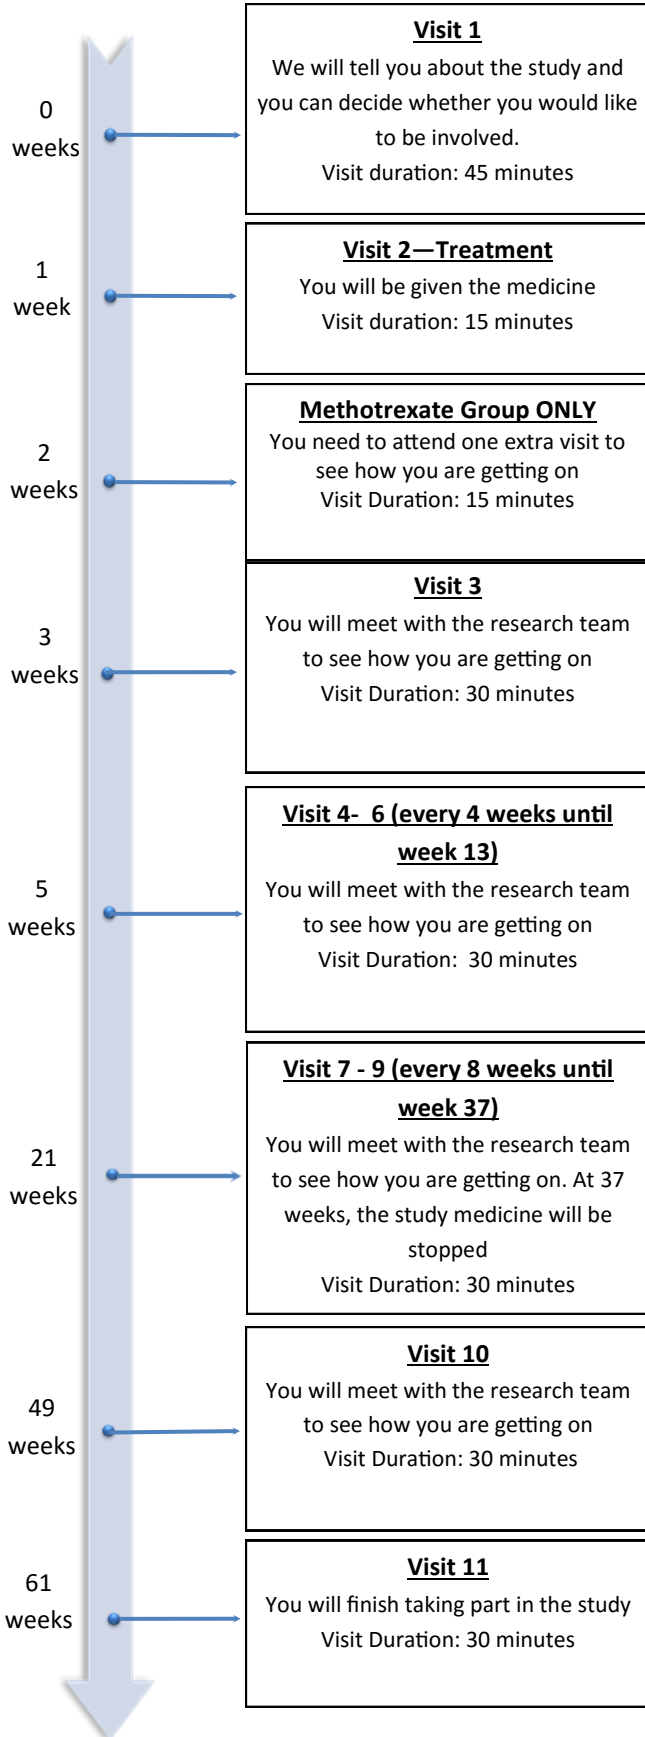 0
weeks
Visit 1
We will tell you about the study and
you can decide whether you would like
to be involved.
Visit duration: 45 minutes
1
week
Visit 2—Treatment
You will be given the medicine
Visit duration: 15 minutes
2
weeks
Methotrexate Group ONLY
You need to attend one extra visit to
see how you are getting on
Visit Duration: 15 minutes
3
weeks
Visit 3
You will meet with the research team
to see how you are getting on
Visit Duration: 30 minutes
5
weeks
Visit 4-  6 (every 4 weeks until
week 13)
You will meet with the research team
to see how you are getting on
Visit Duration:  30 minutes
21
weeks
Visit 7 - 9 (every 8 weeks until
week 37)
You will meet with the research team
to see how you are getting on. At 37
weeks, the study medicine will be
stopped
Visit Duration: 30 minutes
49
weeks
Visit 10
You will meet with the research team
to see how you are getting on
Visit Duration: 30 minutes
61
weeks
Visit 11
You will finish taking part in the study
Visit Duration: 30 minutes